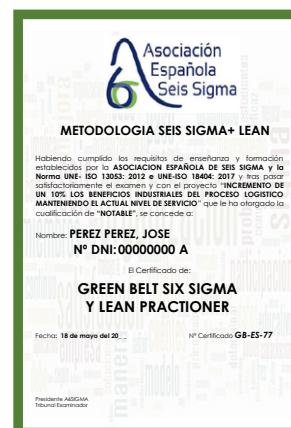 Asociación
Española
Seis Sigma
METODOLOGIA SEIS SIGMA+ LEAN
Habiendo cumplido los requisitos de enseñanza y formación
establecidos por la ASOCIACION ESPAÑOLA DE SEIS SIGMA y la
Norma UNE- ISO 13053: 2012 e UNE-ISO 18404: 2017 y tras pasar
satisfactoriamente el examen y con el proyecto "INCREMENTO DE
UN 10% LOS BENEFICIOS INDUSTRIALES DEL PROCESO LOGISTICO
MANTENIENDO EL ACTUAL NIVEL DE SERVICIO" que le ha otorgado la
cualificación de "NOTABLE", se concede a:
Nombre: PEREZ PEREZ, JOSE
Nº DNI: 00000000 A
El Certificado de:
GREEN BELT SIX SIGMA
Y LEAN PRACTIONER
Fecha: 18 de mayo del 20_ _ Nº Certificado GB-ES-77
Presidente A6SIGMA
Tribunal Examinador